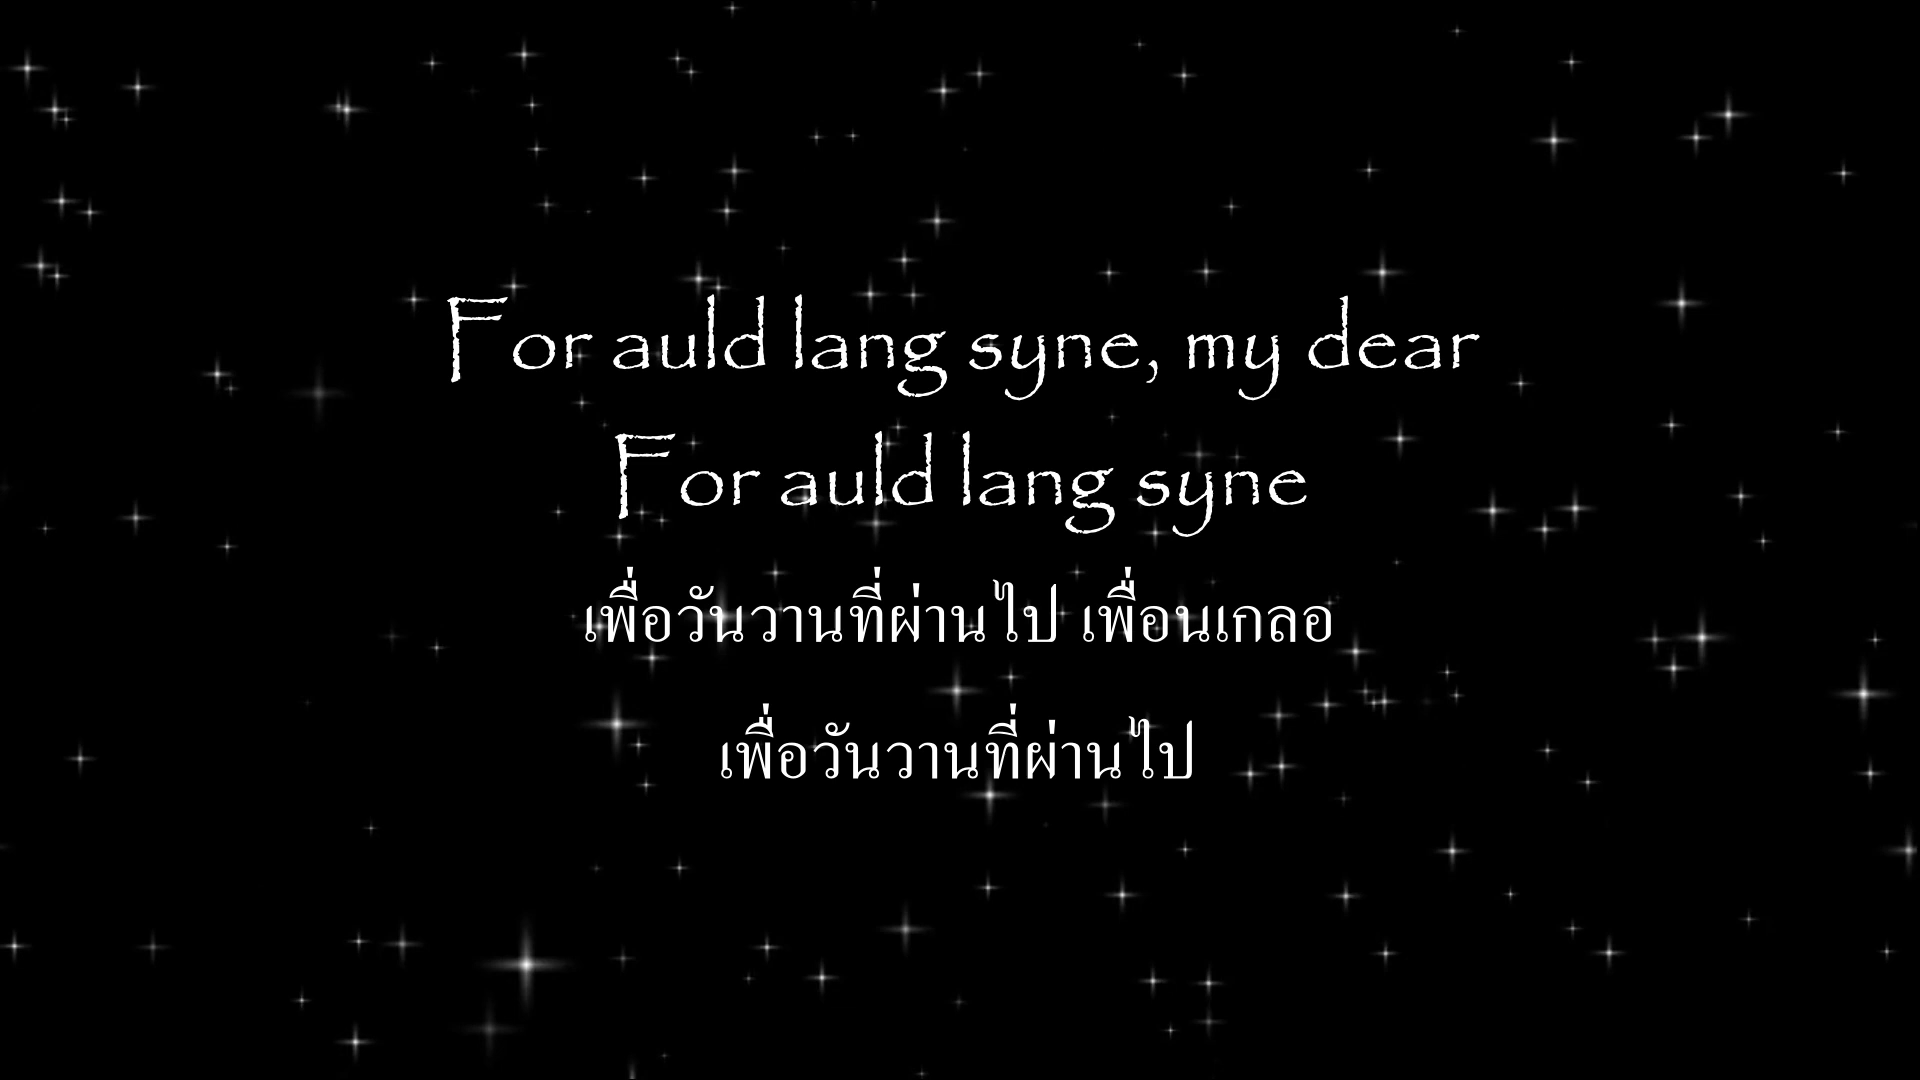 For auld lang syne, my dear
For auld lang syne
เพื่อวันวานที่ผ่านไป เพื่อนเกลอ
เพื่อวันวานที่ผ่านไป